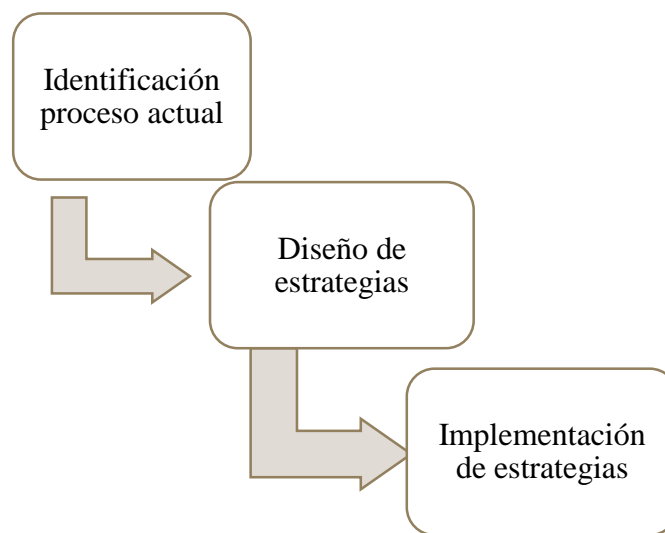 Identificación
proceso actual
Diseño de
estrategias
Implementación
de estrategias